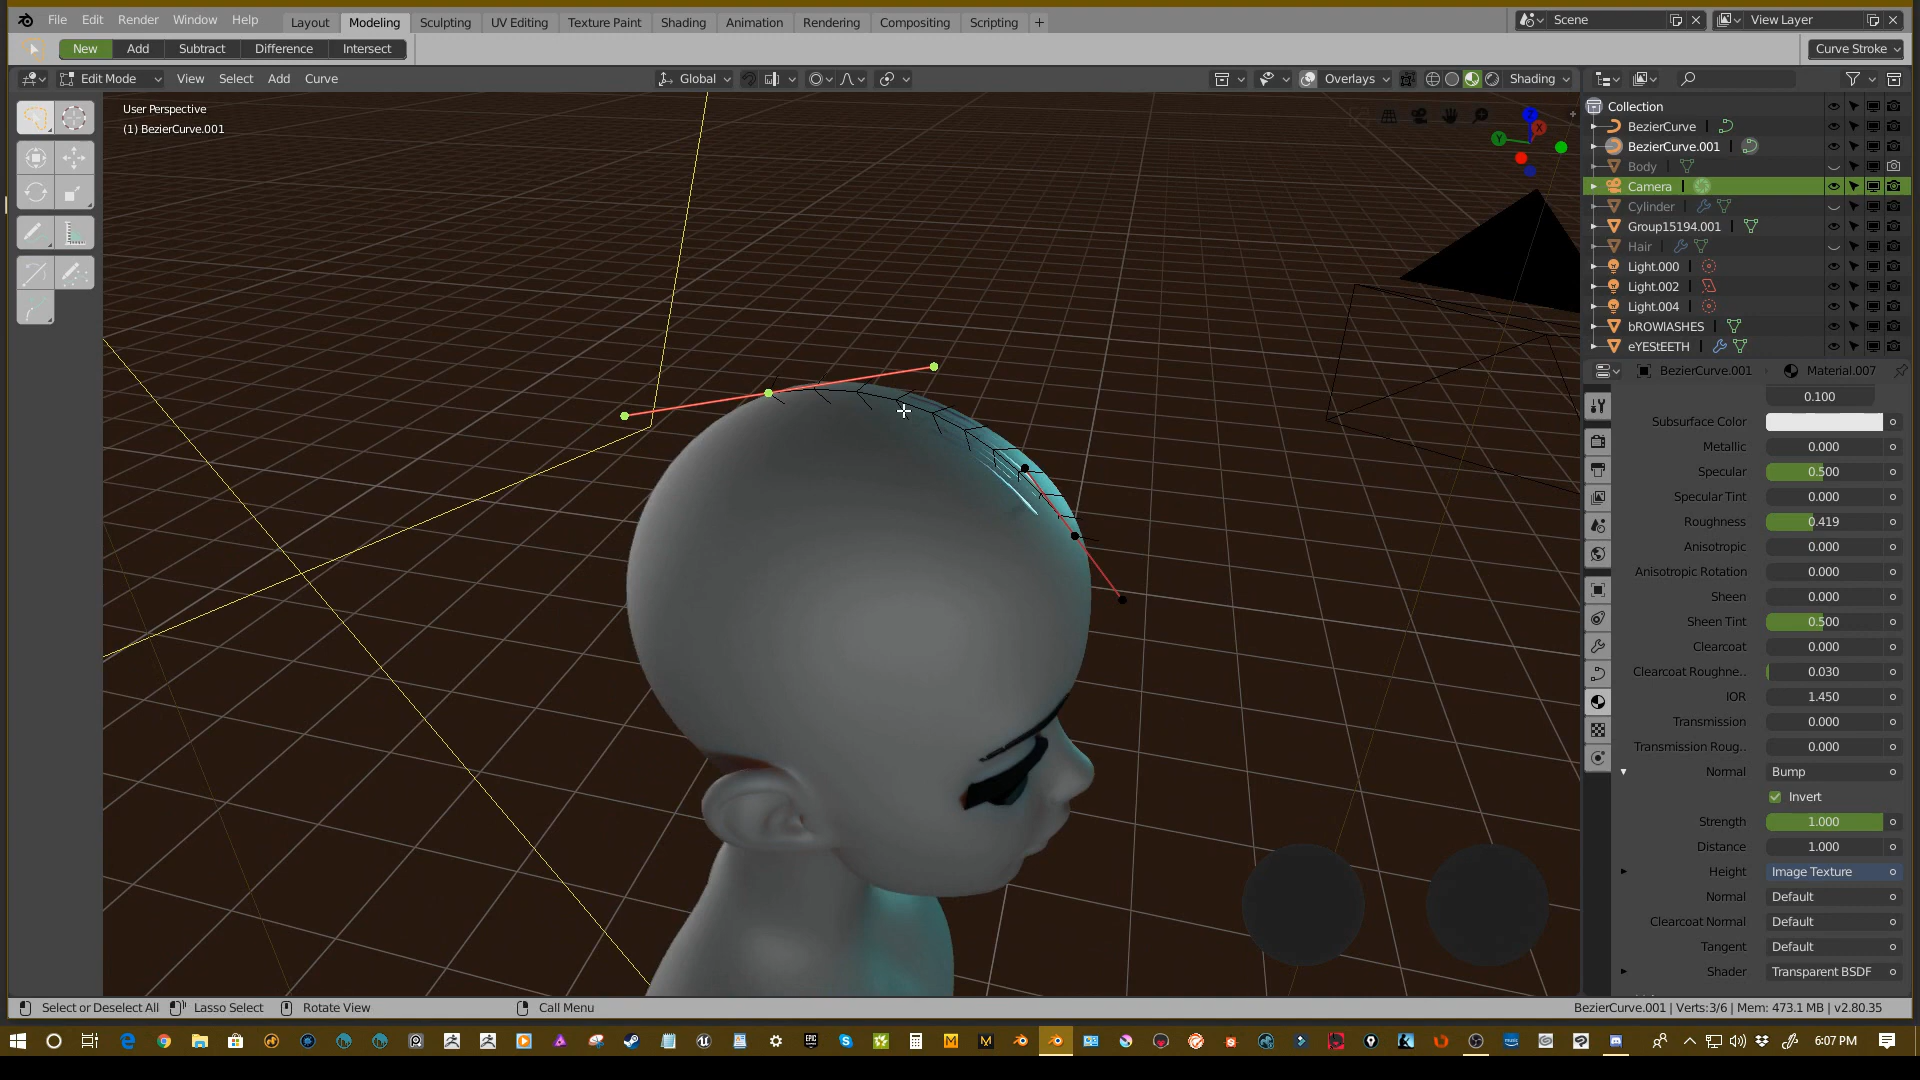 File Edit Render Window Help Layout Modeling Sculpting UV Editing Texture Paint Shading Animation Rendering Compositing Scripting + Scene View Layer
New Add Subtract Difference Intersect Curve Stroke
Edit Mode View Select Add Curve Global Overlays Shading
User Perspective
(1) BezierCurve.001
Collection
BezierCurve
BezierCurve.001
Body
Camera
Cylinder
Group15194.001
Hair
Light.000
Light.002
Light.004
bROWlASHES
eYEStEETH
BezierCurve.001 Material.007
0.100
Subsurface Color
Metallic 0.000
Specular 0.500
Specular Tint 0.000
Roughness 0.419
Anisotropic 0.000
Anisotropic Rotation 0.000
Sheen 0.000
Sheen Tint 0.500
Clearcoat 0.000
Clearcoat Roughne.. 0.030
IOR 1.450
Transmission 0.000
Transmission Roug.. 0.000
Normal Bump
Invert
Strength 1.000
Distance 1.000
Height Image Texture
Normal Default
Clearcoat Normal Default
Tangent Default
Shader Transparent BSDF
Select or Deselect All Lasso Select Rotate View Call Menu BezierCurve.001 | Verts:3/6 | Mem: 473.1 MB | v2.80.35
6:07 PM